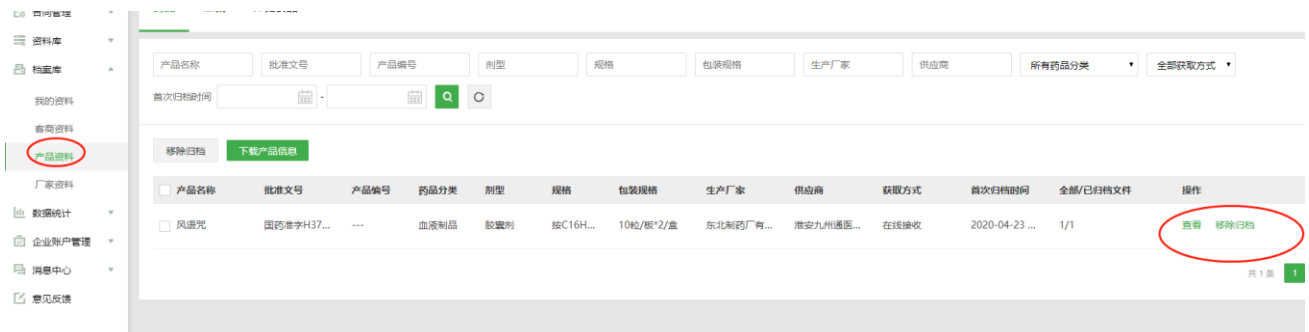 合同管理
资料库
档案库
我的资料
客商资料
产品资料
厂家资料
数据统计
企业账户管理
消息中心
意见反馈
产品名称 批准文号 产品编号 剂型 规格 包装规格 生产厂家 供应商 所有药品分类 全部获取方式
首次归档时间 -
移除归档 下载产品信息
产品名称 批准文号 产品编号 药品分类 剂型 规格 包装规格 生产厂家 供应商 获取方式 首次归档时间 全部/已归档文件 操作
风语咒 国药准字H37... --- 血液制品 胶囊剂 按C16H... 10粒/板*2/盒 东北制药厂有... 淮安九州通医... 在线接收 2020-04-23 ... 1/1 查看 移除归档
共1条 1